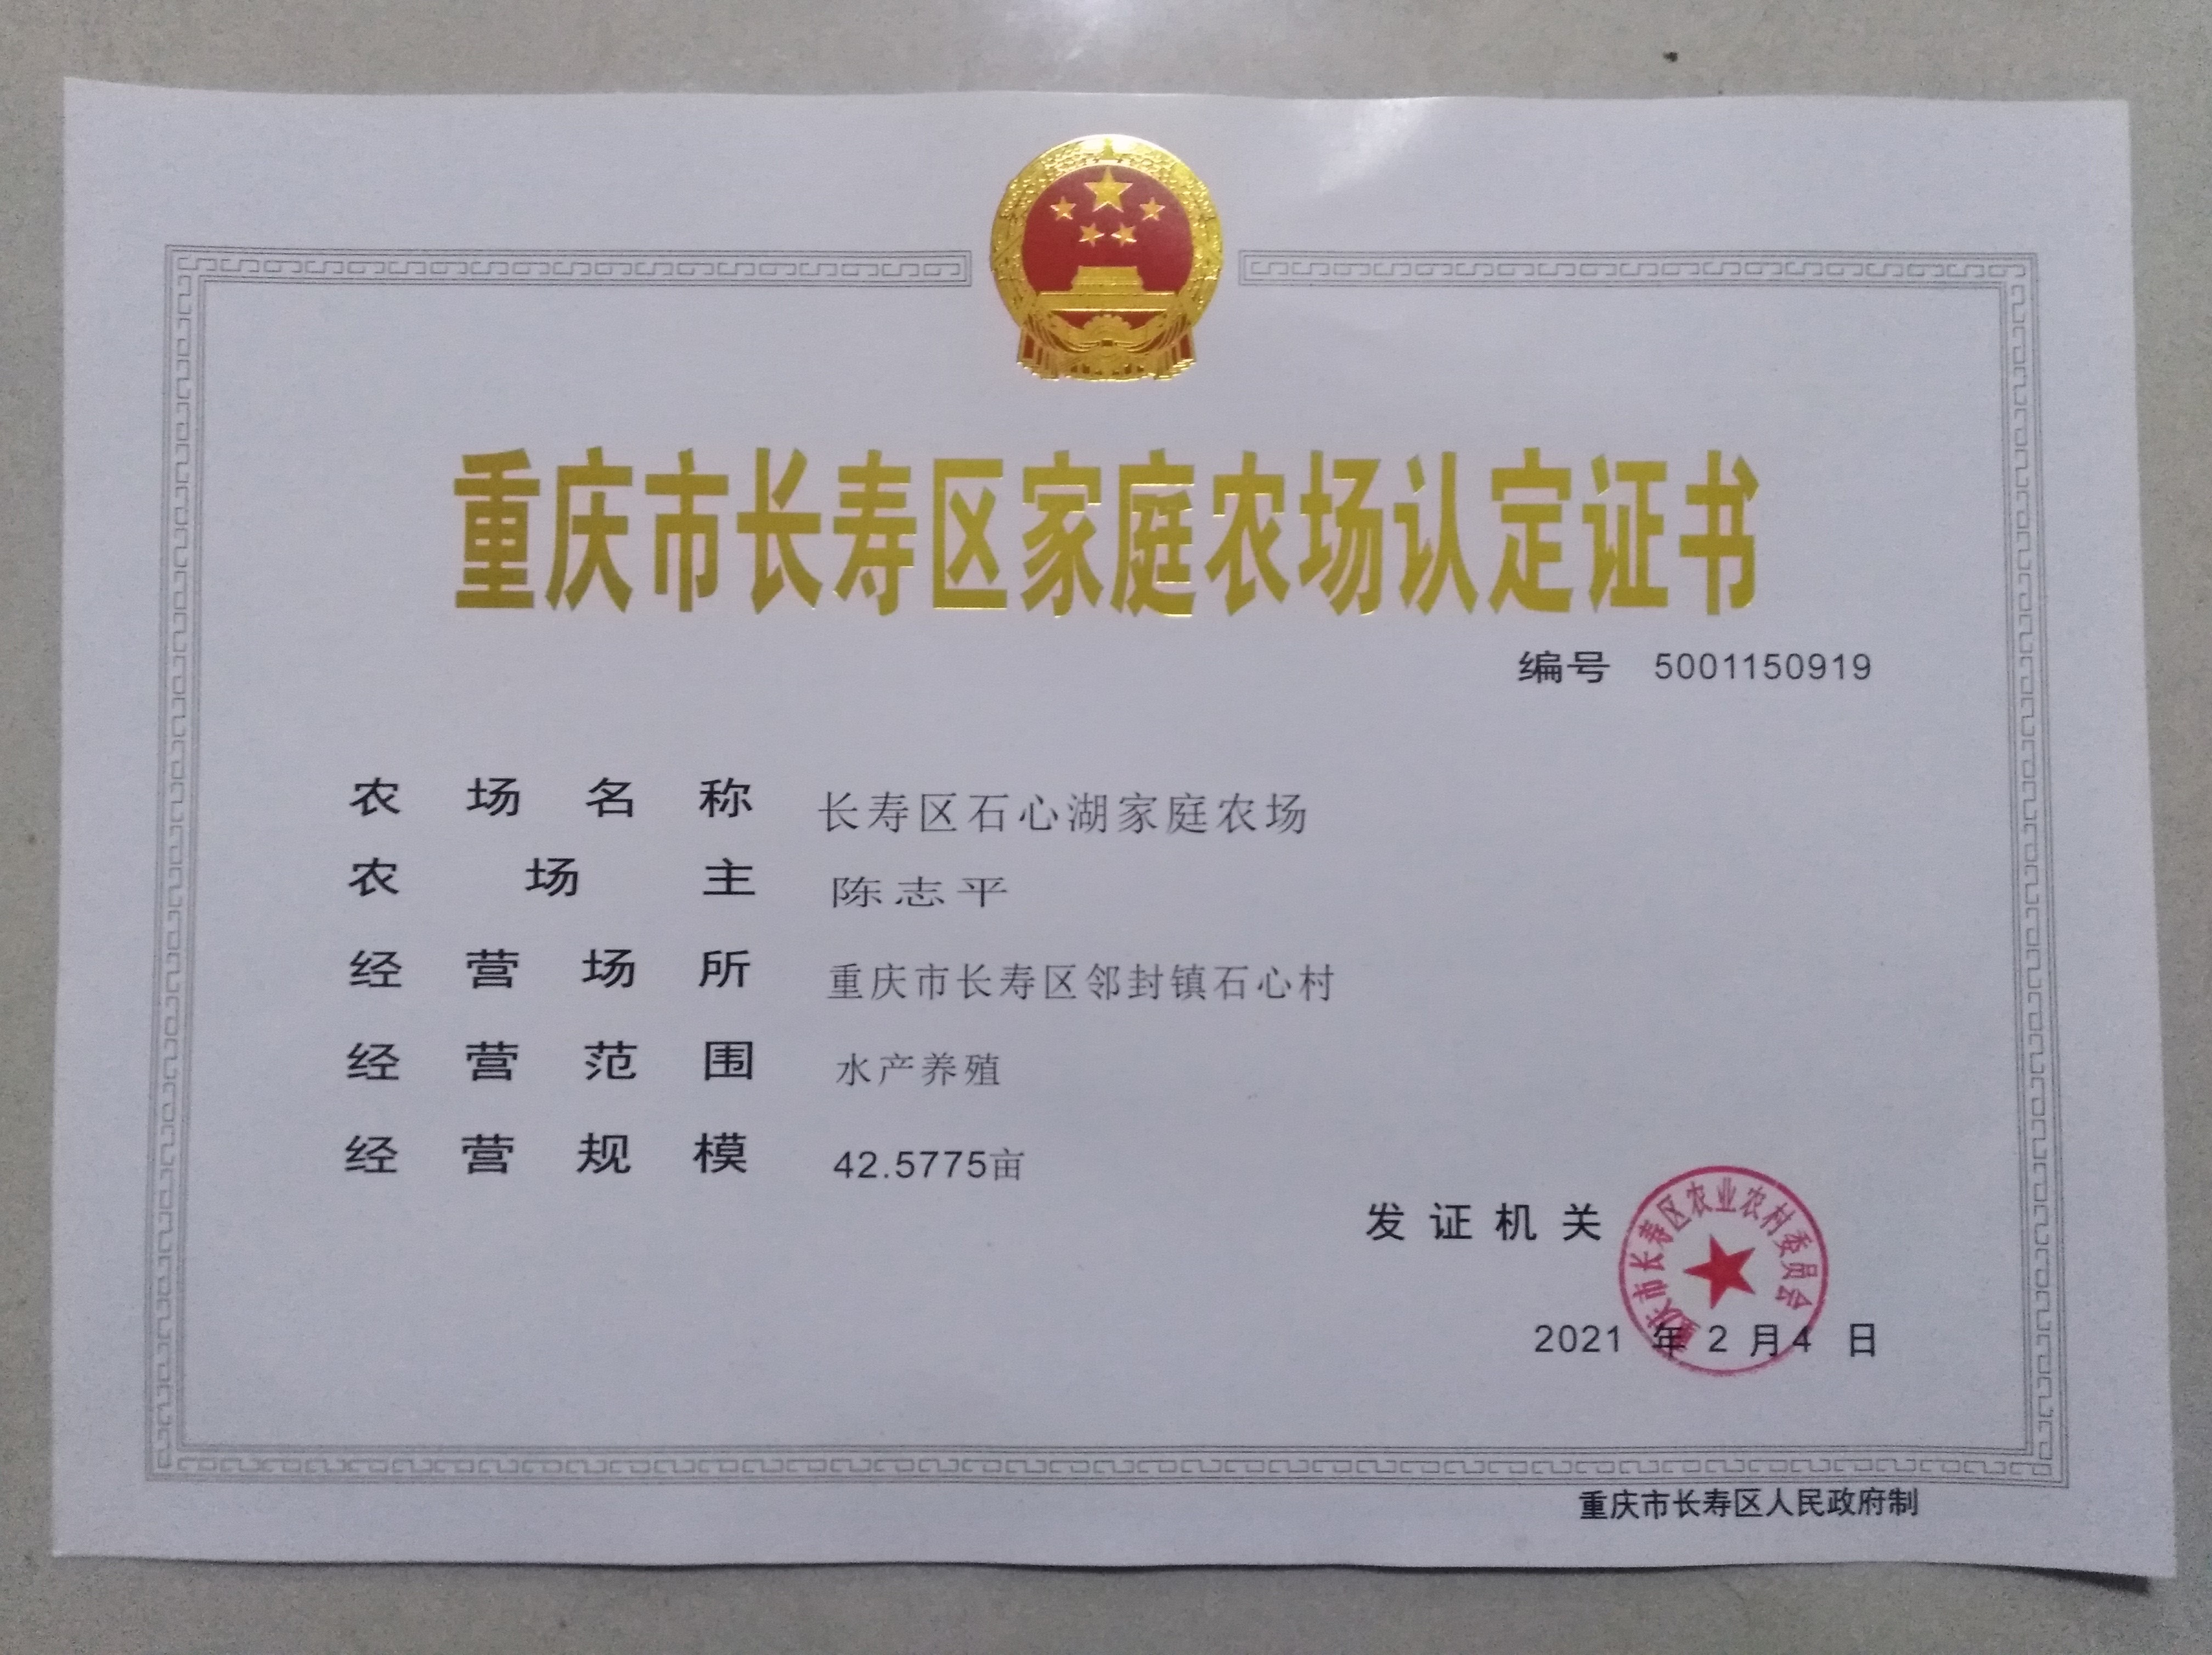 重庆市长寿区家庭农场认定证书
编号 5001150919
农场名称 长寿区石心湖家庭农场
农场主 陈志平
经营场所 重庆市长寿区邻封镇石心村
经营范围 水产养殖
经营规模 42.5775亩
发证机关
重庆市长寿区农业农村委员会
2021 年 2 月 4 日
重庆市长寿区人民政府制